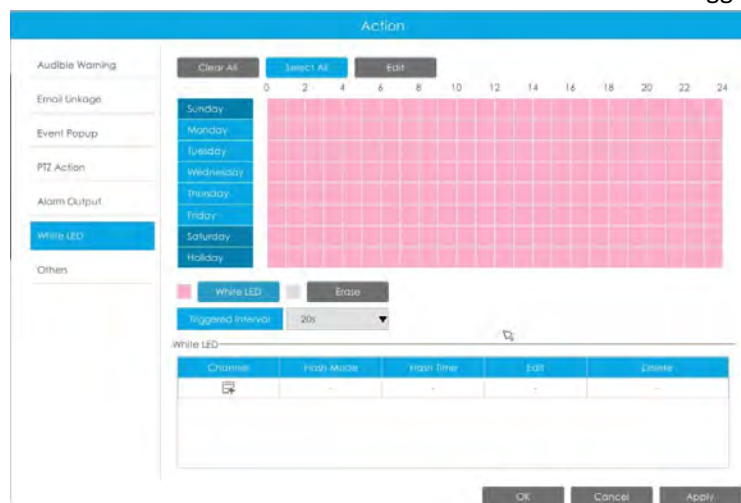 Action
Audible Warning
Email Linkage
Event Popup
PTZ Action
Alarm Output
White LED
Others
Clear All Select All Edit
0 2 4 6 8 10 12 14 16 18 20 22 24
Sunday
Monday
Tuesday
Wednesday
Thursday
Friday
Saturday
Holiday
White LED Erase
Triggered Interval 20s
White LED
Channel Flash Mode Flash Time Edit Delete
- - - -
OK Cancel Apply